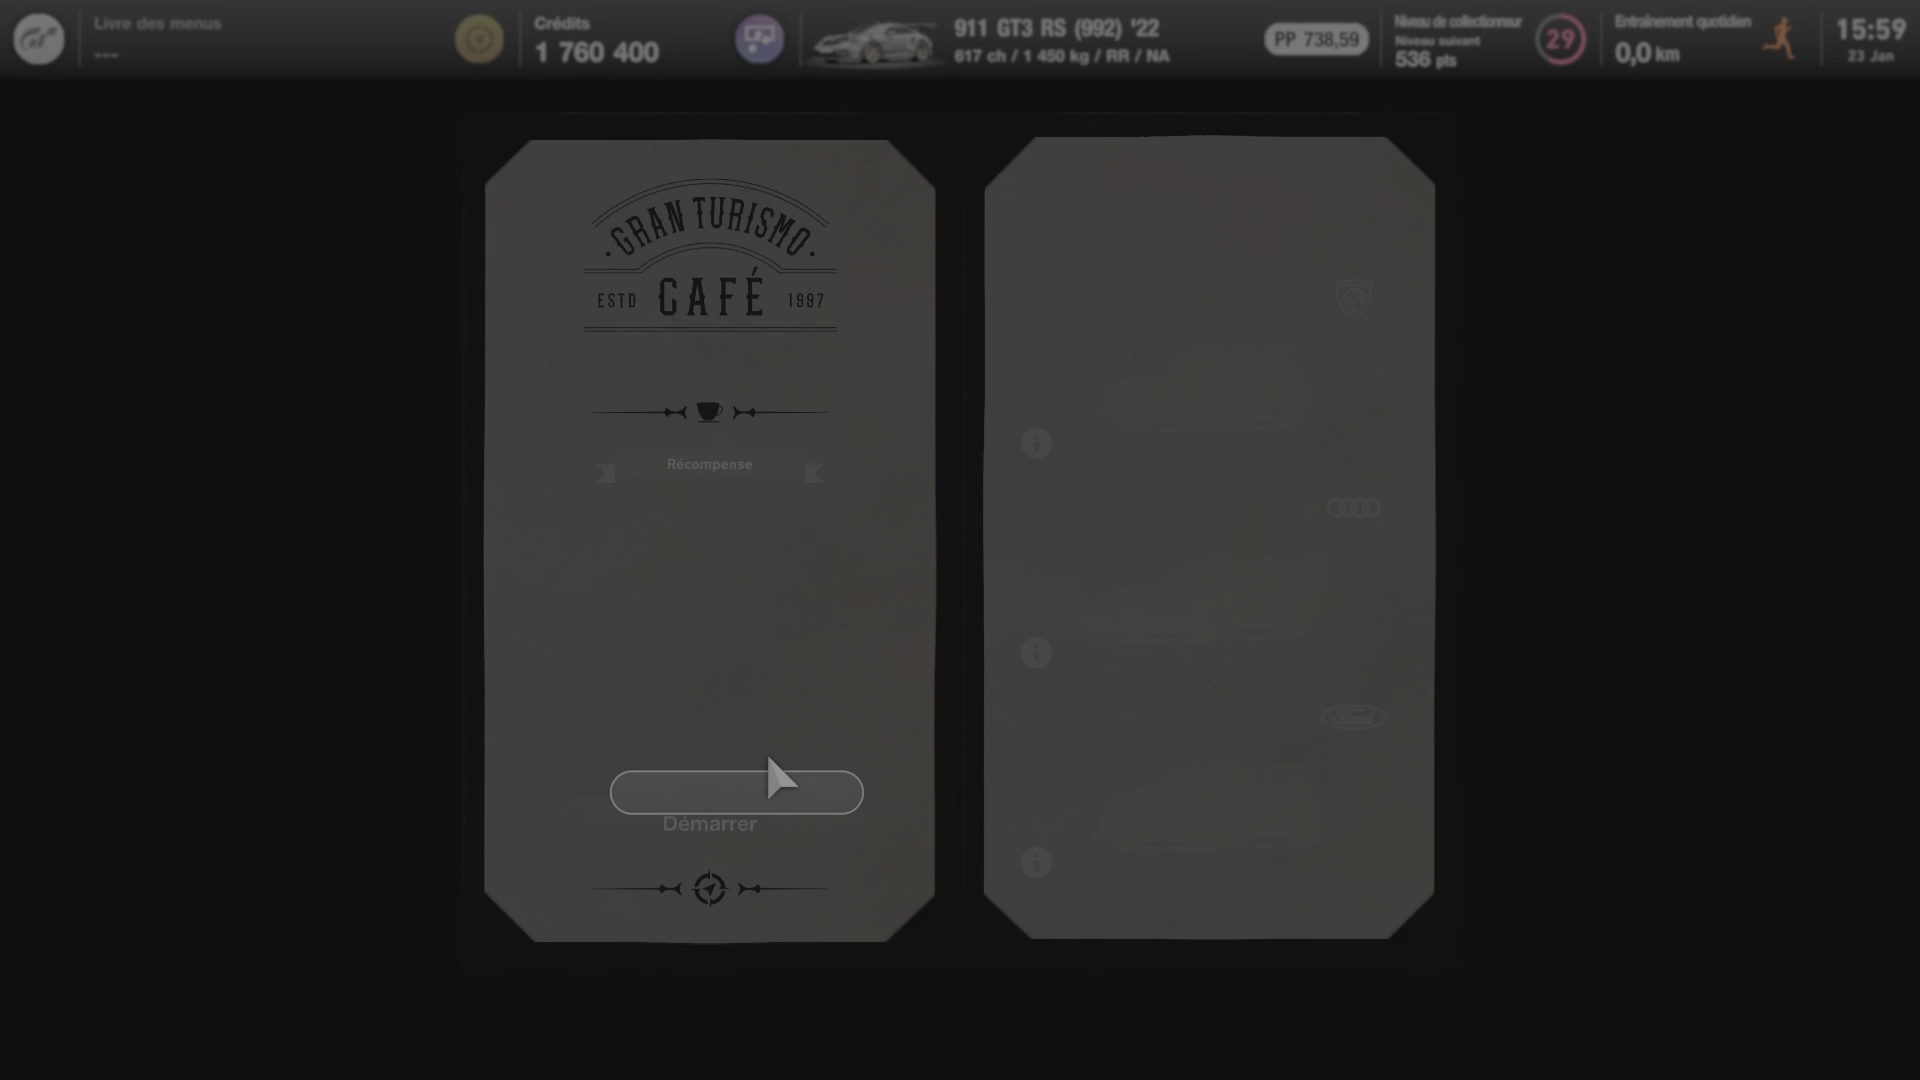 Livre des menus
---
Crédits
1 760 400
911 GT3 RS (992) '22
617 ch / 1 450 kg / RR / NA
PP 738,59
Niveau de collectionneur
Niveau suivant
536 pts
29
Entraînement quotidien
0,0 km
15:59
23 Jan
GRAN TURISMO
ESTD CAFÉ 1997
Récompense
Démarrer
Ford